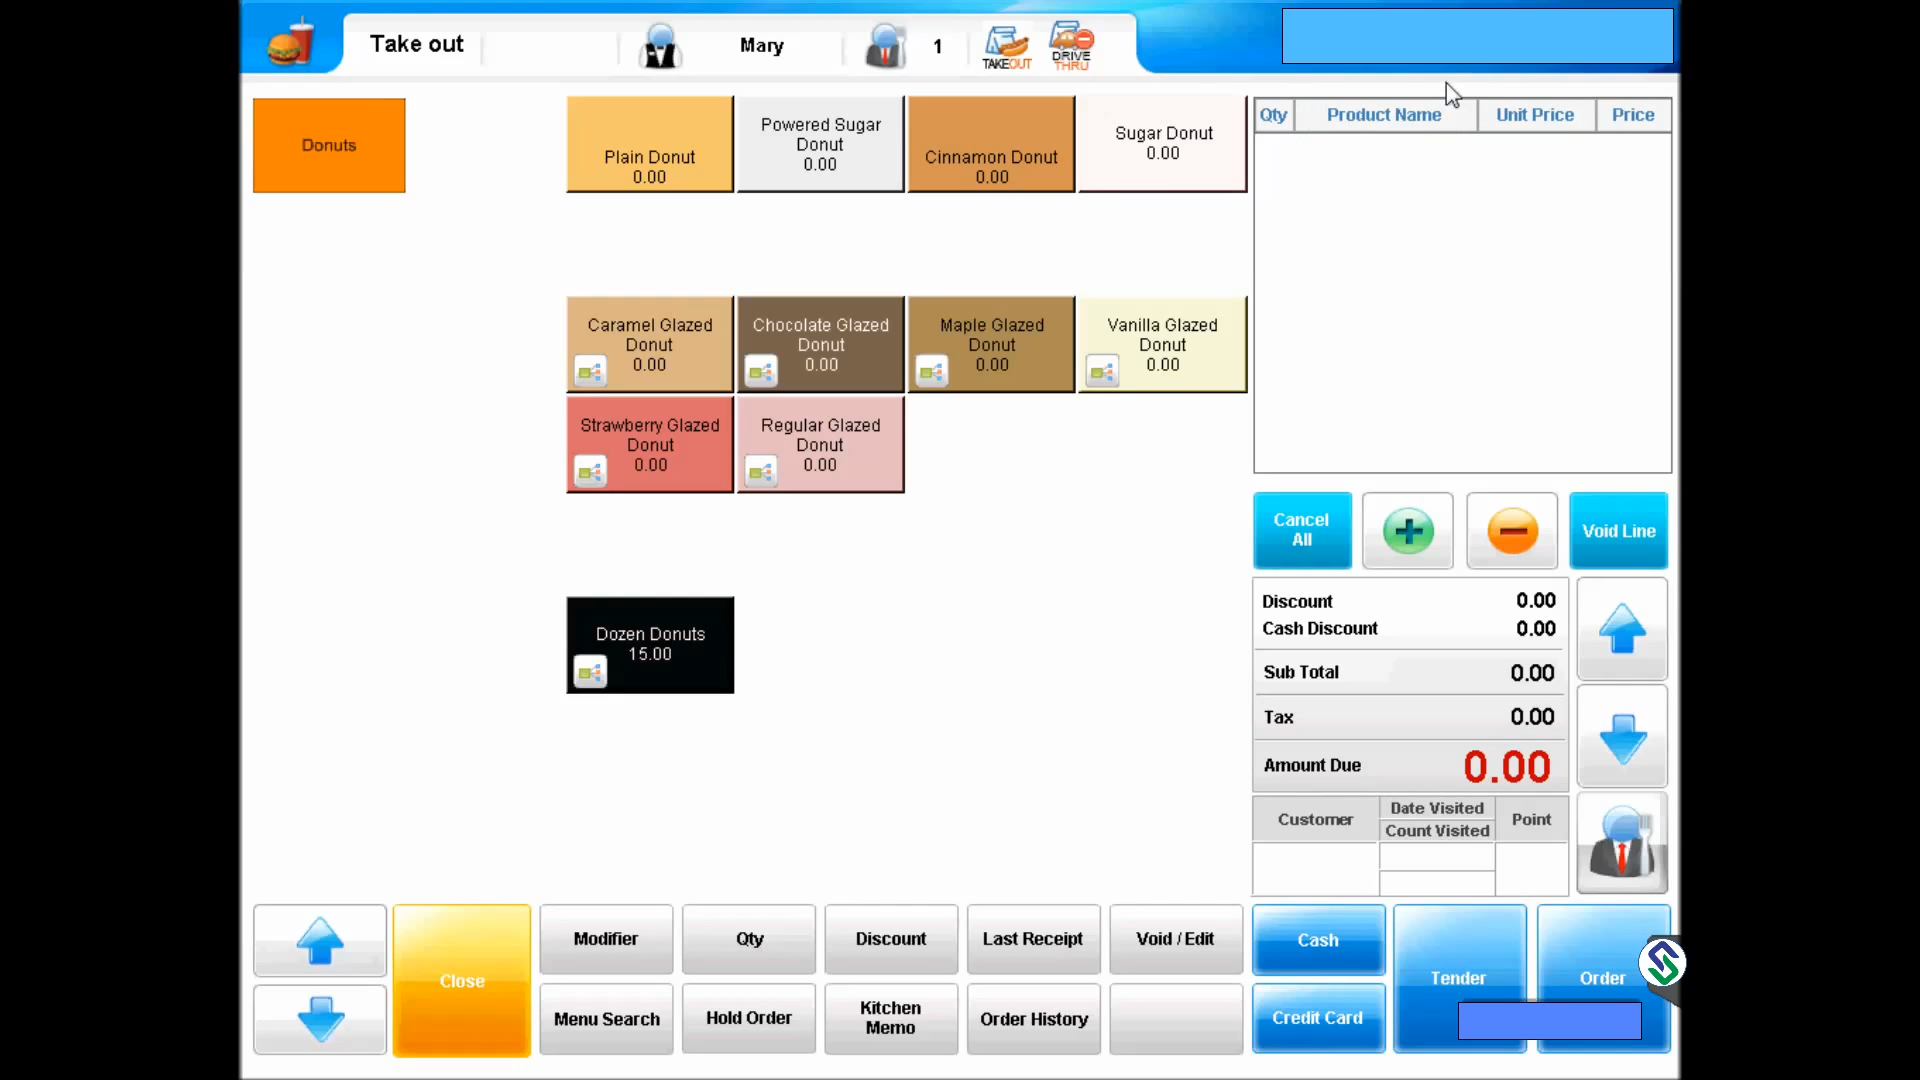 Take out
Mary
1
TAKEOUT
DRIVE
THRU
Donuts
Plain Donut
0.00
Powered Sugar
Donut
0.00
Cinnamon Donut
0.00
Sugar Donut
0.00
Qty
Product Name
Unit Price
Price
Caramel Glazed
Donut
0.00
Chocolate Glazed
Donut
0.00
Maple Glazed
Donut
0.00
Vanilla Glazed
Donut
0.00
Strawberry Glazed
Donut
0.00
Regular Glazed
Donut
0.00
Dozen Donuts
15.00
Cancel
All
Void Line
Discount 0.00
Cash Discount 0.00
Sub Total 0.00
Tax 0.00
Amount Due 0.00
Customer
Date Visited
Count Visited
Point
Close
Modifier
Qty
Discount
Last Receipt
Void / Edit
Menu Search
Hold Order
Kitchen
Memo
Order History
Cash
Credit Card
Tender
Order